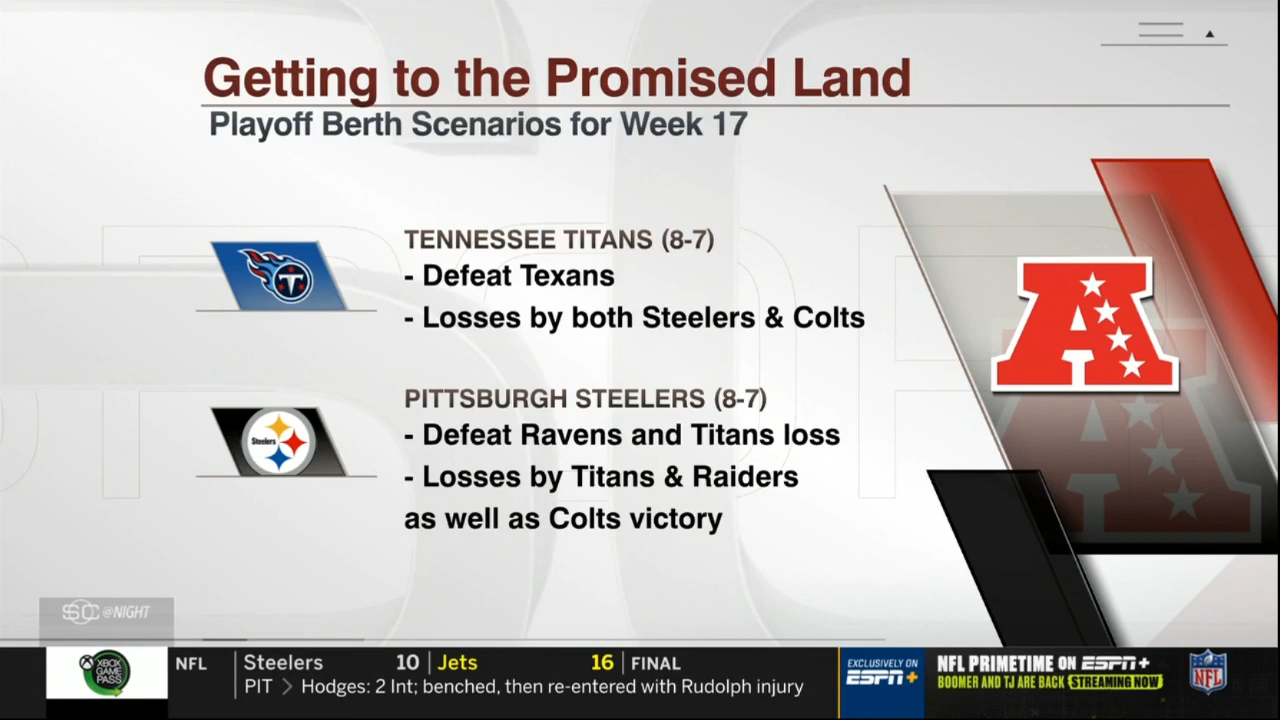 Getting to the Promised Land
Playoff Berth Scenarios for Week 17
TENNESSEE TITANS (8-7)
- Defeat Texans
- Losses by both Steelers & Colts
PITTSBURGH STEELERS (8-7)
Steelers
- Defeat Ravens and Titans loss
- Losses by Titans & Raiders
as well as Colts victory
SC @NIGHT
XBOX GAME PASS
NFL Steelers 10 Jets 16 FINAL
PIT > Hodges: 2 Int; benched, then re-entered with Rudolph injury
EXCLUSIVELY ON
ESPN+
NFL PRIMETIME ON ESPN+
BOOMER AND TJ ARE BACK STREAMING NOW
NFL